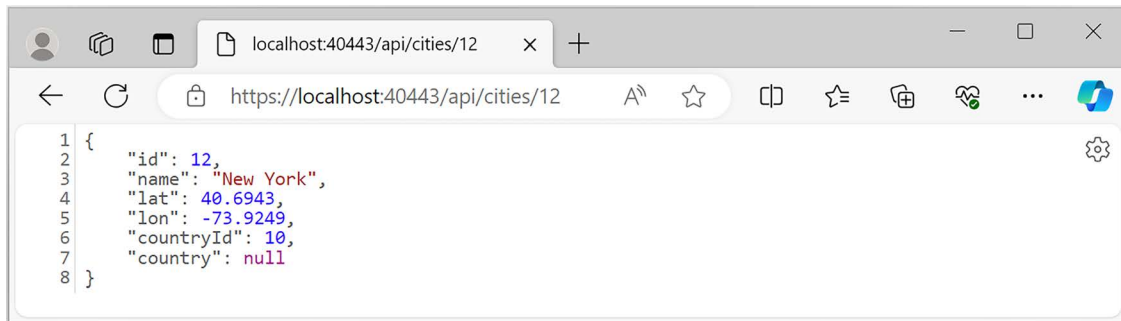 localhost:40443/api/cities/12
https://localhost:40443/api/cities/12
1 {
2     "id": 12,
3     "name": "New York",
4     "lat": 40.6943,
5     "lon": -73.9249,
6     "countryId": 10,
7     "country": null
8 }